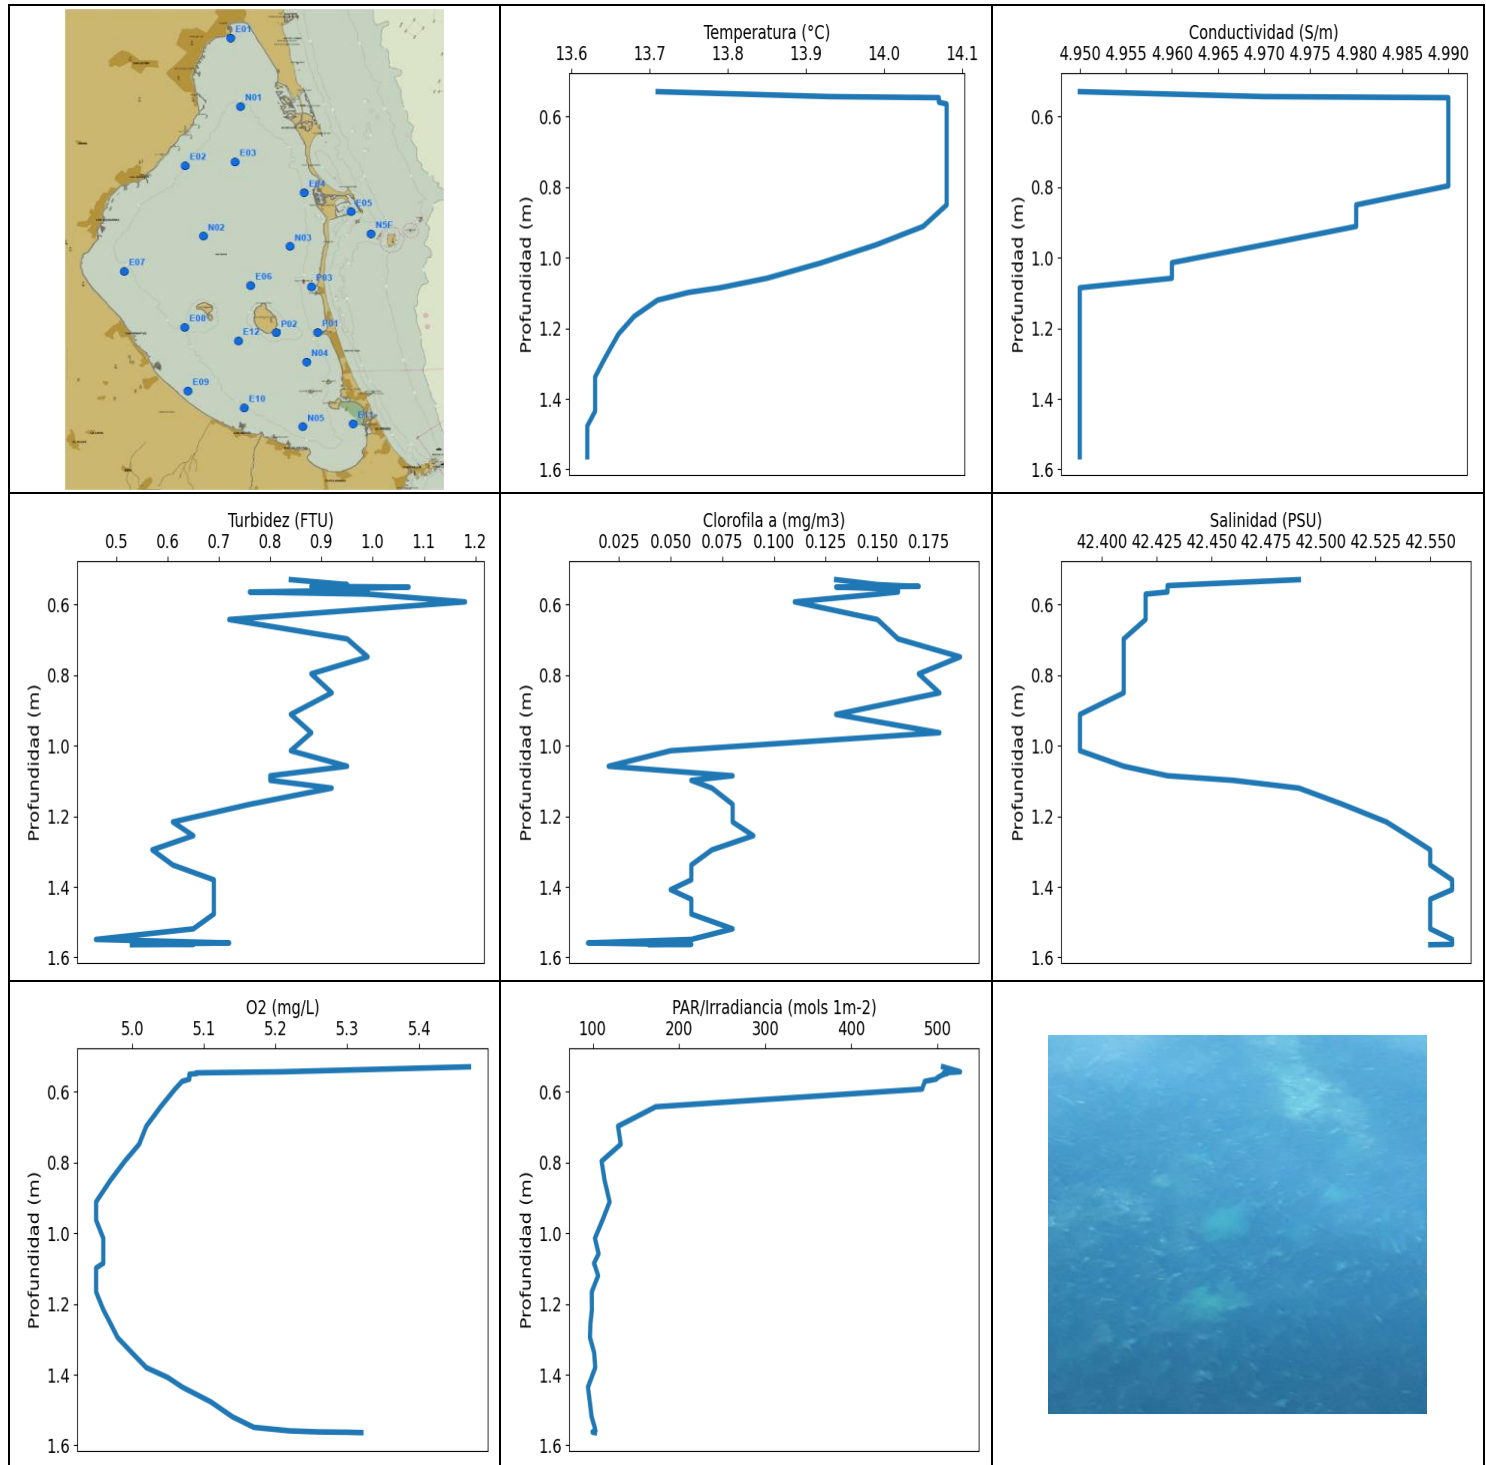 E01
N01
E02
E03
E04
E05
N5F
N02
N03
E07
E06
P03
E08
E12
P02
P01
N04
E09
E10
N05
E11
Temperatura (°C)
13.6 13.7 13.8 13.9 14.0 14.1
Profundidad (m)
0.6
0.8
1.0
1.2
1.4
1.6
Conductividad (S/m)
4.950 4.955 4.960 4.965 4.970 4.975 4.980 4.985 4.990
Profundidad (m)
0.6
0.8
1.0
1.2
1.4
1.6
Turbidez (FTU)
0.5 0.6 0.7 0.8 0.9 1.0 1.1 1.2
Profundidad (m)
0.6
0.8
1.0
1.2
1.4
1.6
Clorofila a (mg/m3)
0.025 0.050 0.075 0.100 0.125 0.150 0.175
Profundidad (m)
0.6
0.8
1.0
1.2
1.4
1.6
Salinidad (PSU)
42.400 42.425 42.450 42.475 42.500 42.525 42.550
Profundidad (m)
0.6
0.8
1.0
1.2
1.4
1.6
O2 (mg/L)
5.0 5.1 5.2 5.3 5.4
Profundidad (m)
0.6
0.8
1.0
1.2
1.4
1.6
PAR/Irradiancia (mols 1m-2)
100 200 300 400 500
Profundidad (m)
0.6
0.8
1.0
1.2
1.4
1.6